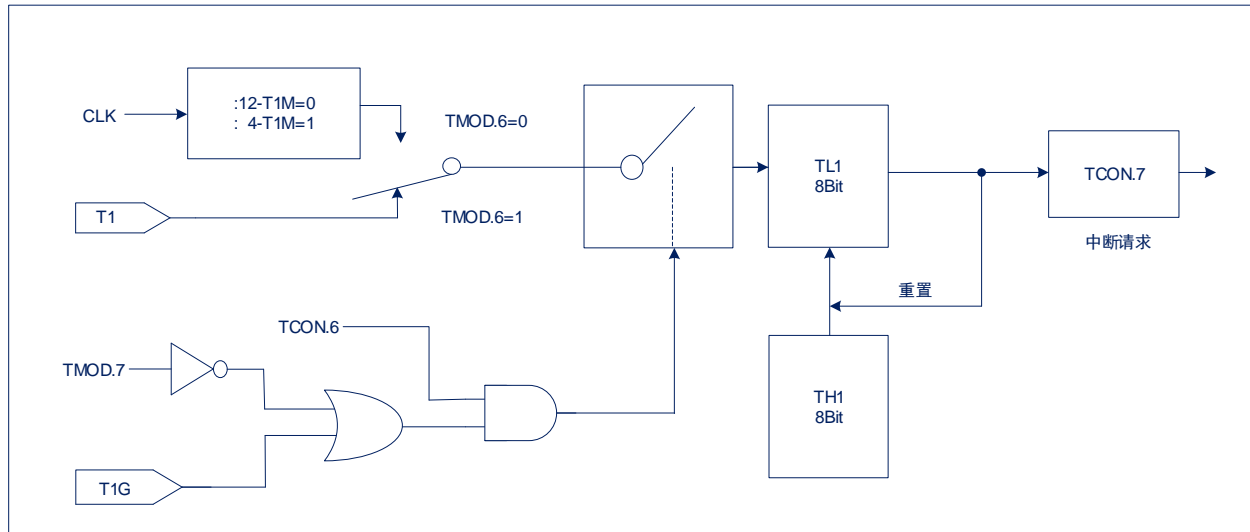 :12-T1M=0
: 4-T1M=1
CLK
TMOD.6=0
T1
TMOD.6=1
TL1
8Bit
TCON.7
中断请求
重置
TCON.6
TMOD.7
TH1
8Bit
T1G